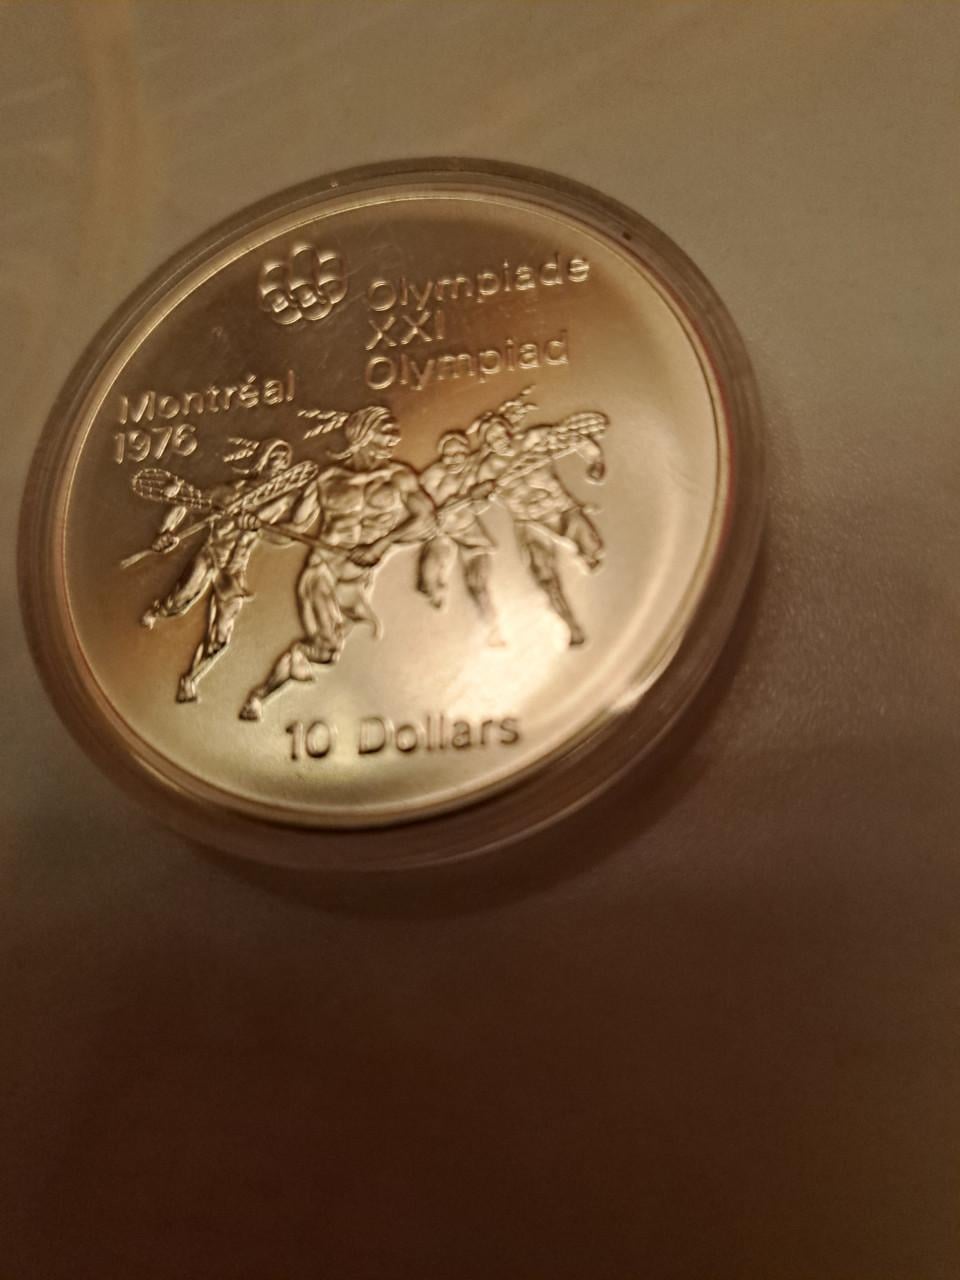 Olympiade
XXI
Olympiad
Montréal
1976
10 Dollars